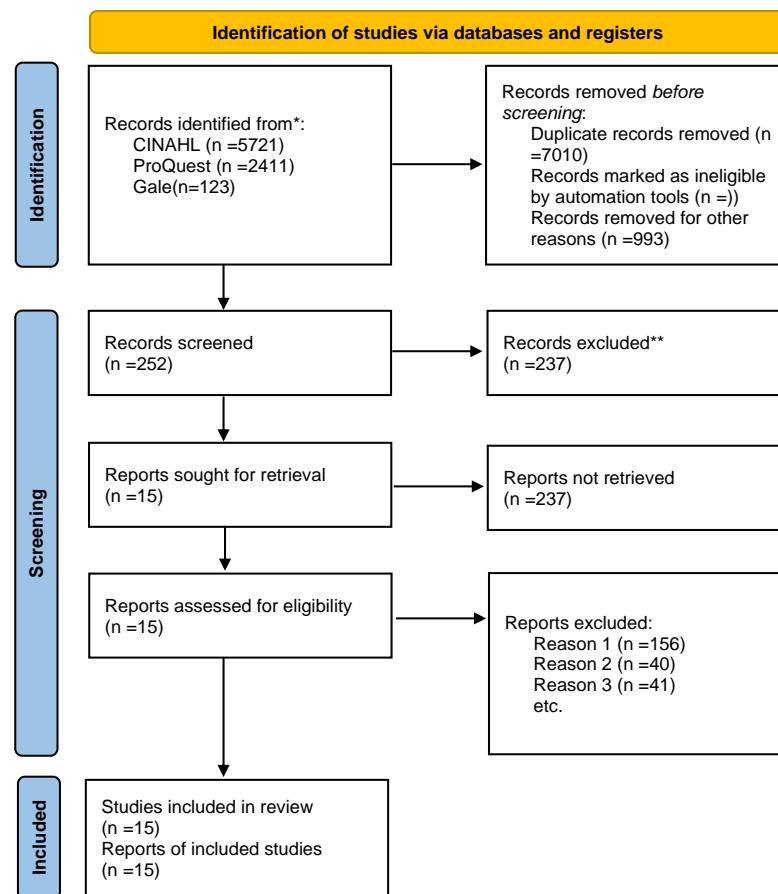 Identification of studies via databases and registers
Identification
Records identified from*:
CINAHL (n =5721)
ProQuest (n =2411)
Gale(n=123)
Records removed before
screening:
Duplicate records removed (n
=7010)
Records marked as ineligible
by automation tools (n =))
Records removed for other
reasons (n =993)
Screening
Records screened
(n =252)
Records excluded**
(n =237)
Reports sought for retrieval
(n =15)
Reports not retrieved
(n =237)
Reports assessed for eligibility
(n =15)
Reports excluded:
Reason 1 (n =156)
Reason 2 (n =40)
Reason 3 (n =41)
etc.
Included
Studies included in review
(n =15)
Reports of included studies
(n =15)